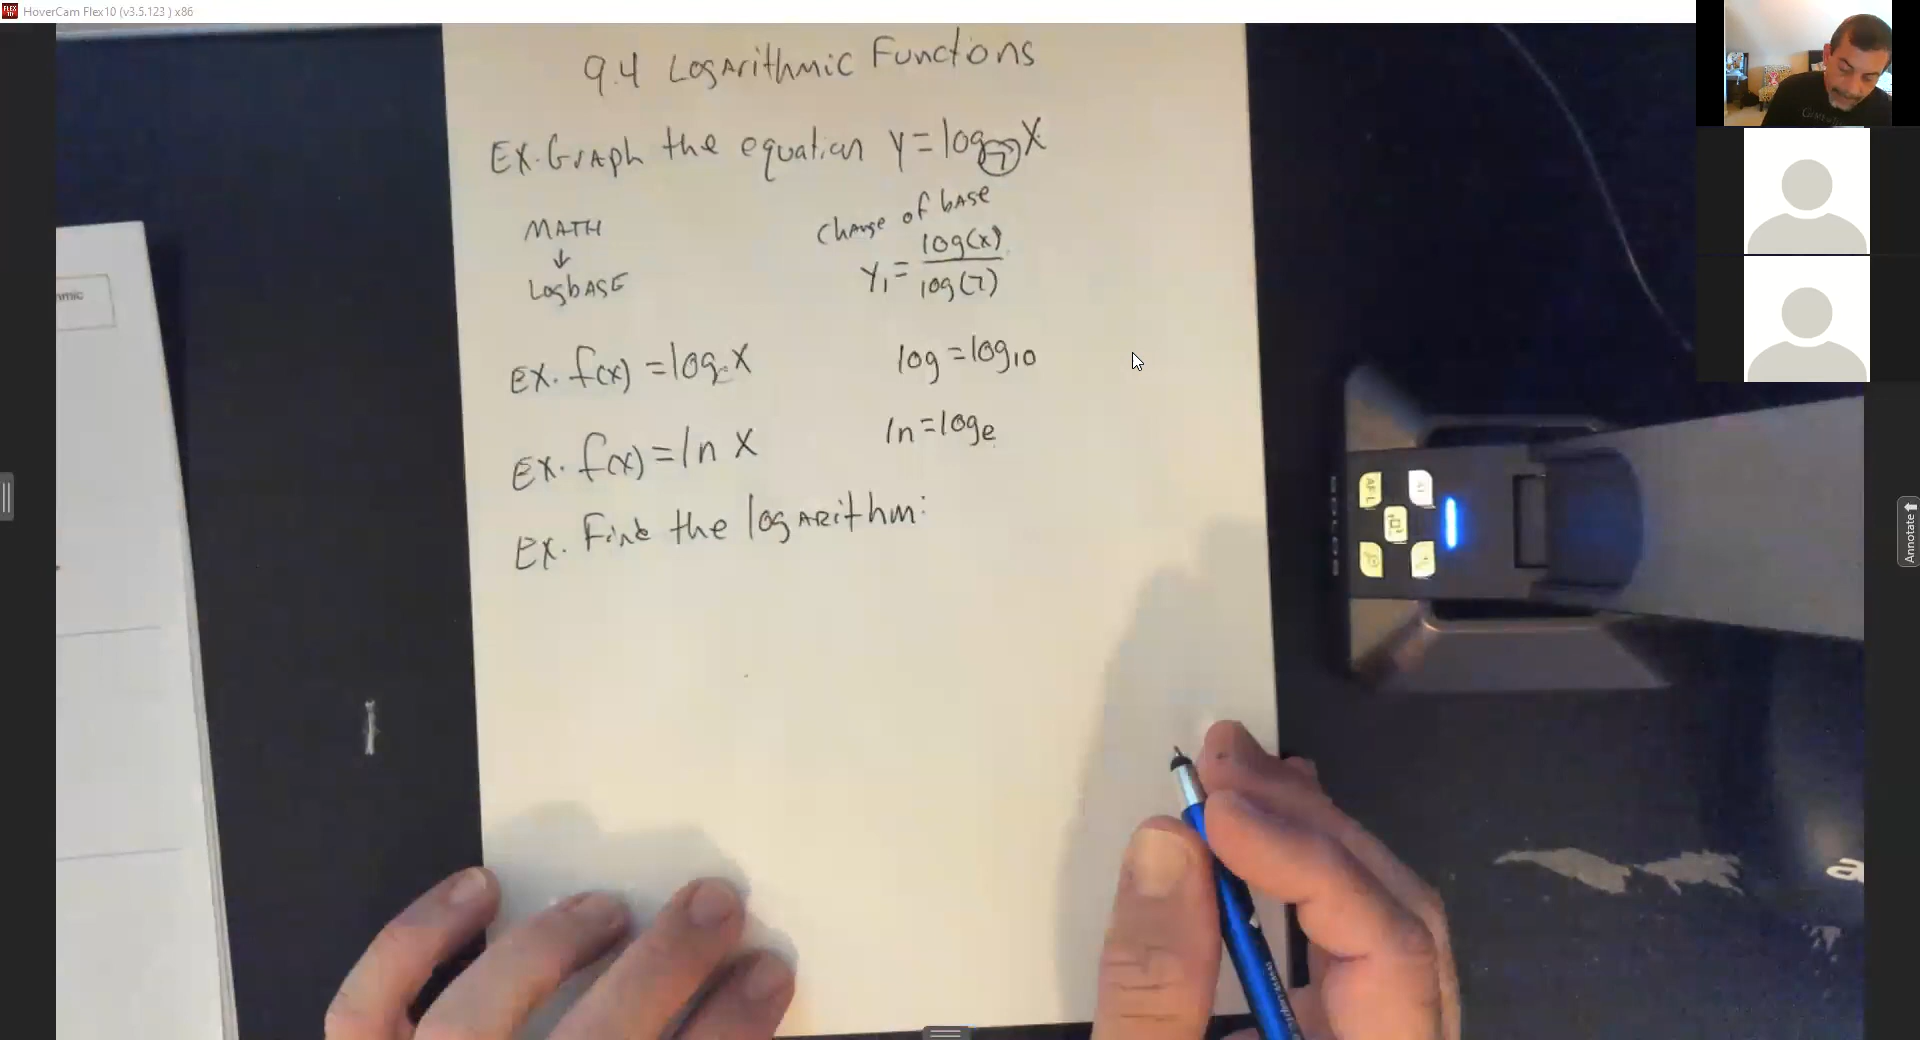 HoverCam Flex10 (v3.5.123 ) x86
9.4 Logarithmic Functions
Ex. Graph the equation y = log₇ x
MATH
↓
LogbASE
Change of base
Y₁ = log(x) / log(7)
Ex. f(x) = log x
log = log₁₀
Ex. f(x) = ln x
ln = logₑ
Ex. Find the logarithm:
Annotate